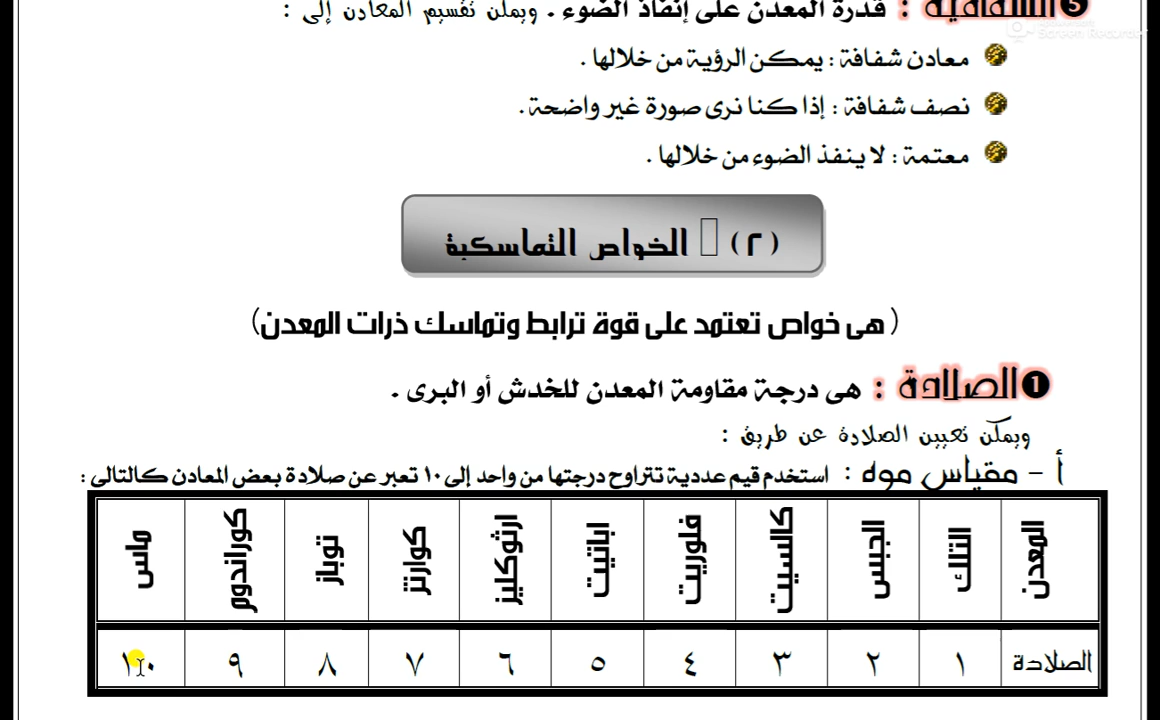 ❺ الشفافية : قدرة المعدن على إنفاذ الضوء . ويمكن تقسيم المعادن إلى :
معادن شفافة : يمكن الرؤية من خلالها .
نصف شفافة : إذا كنا نرى صورة غير واضحة .
معتمة : لا ينفذ الضوء من خلالها .
(٢) الخواص التماسكية
( هى خواص تعتمد على قوة ترابط وتماسك ذرات المعدن)
❶ الصلادة : هى درجة مقاومة المعدن للخدش أو البرى .
ويمكن تعيين الصلادة عن طريق :
أ - مقياس موه : استخدم قيم عددية تتراوح درجتها من واحد إلى ١٠ تعبر عن صلادة بعض المعادن كالتالى :
المعدن التلك الجبس كالسيت فلوريت اباتيت ارثوكليز كوارتز توباز كوراندوم ماس
الصلادة ١ ٢ ٣ ٤ ٥ ٦ ٧ ٨ ٩ ١٠
Screen Recorder